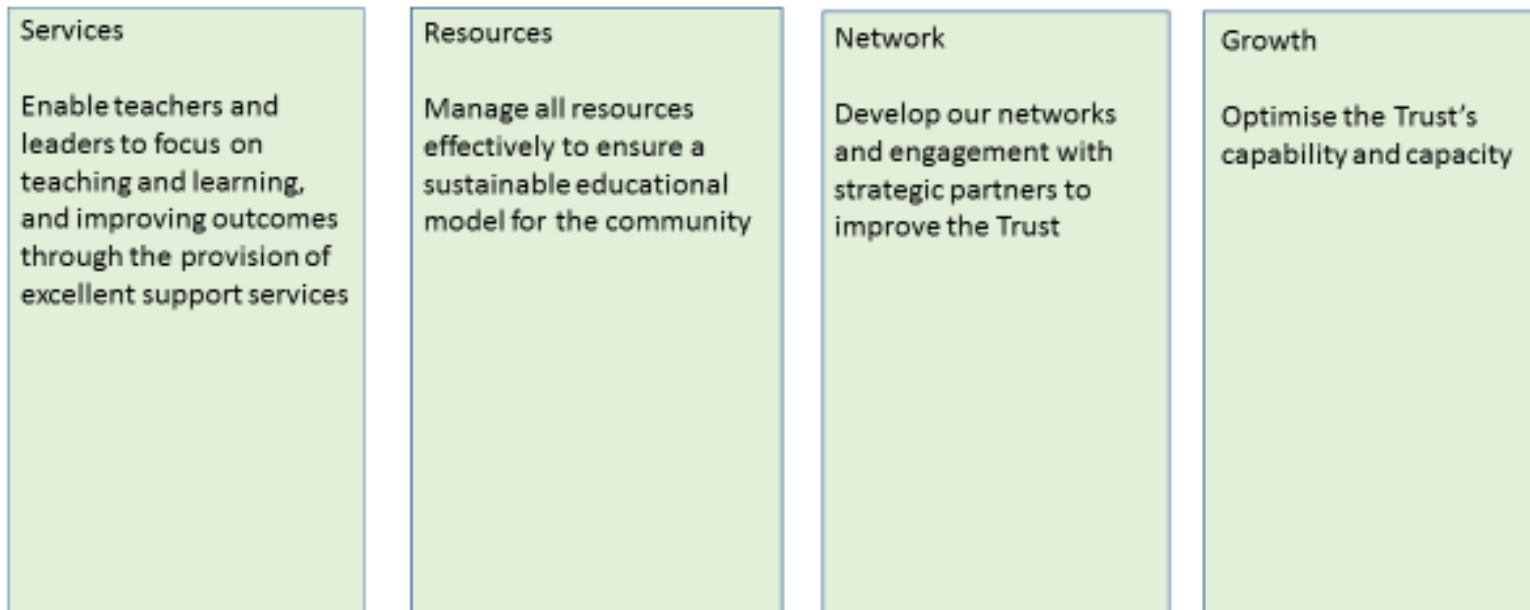 Services
Enable teachers and
leaders to focus on
teaching and learning,
and improving outcomes
through the provision of
excellent support services
Resources
Manage all resources
effectively to ensure a
sustainable educational
model for the community
Network
Develop our networks
and engagement with
strategic partners to
improve the Trust
Growth
Optimise the Trust's
capability and capacity